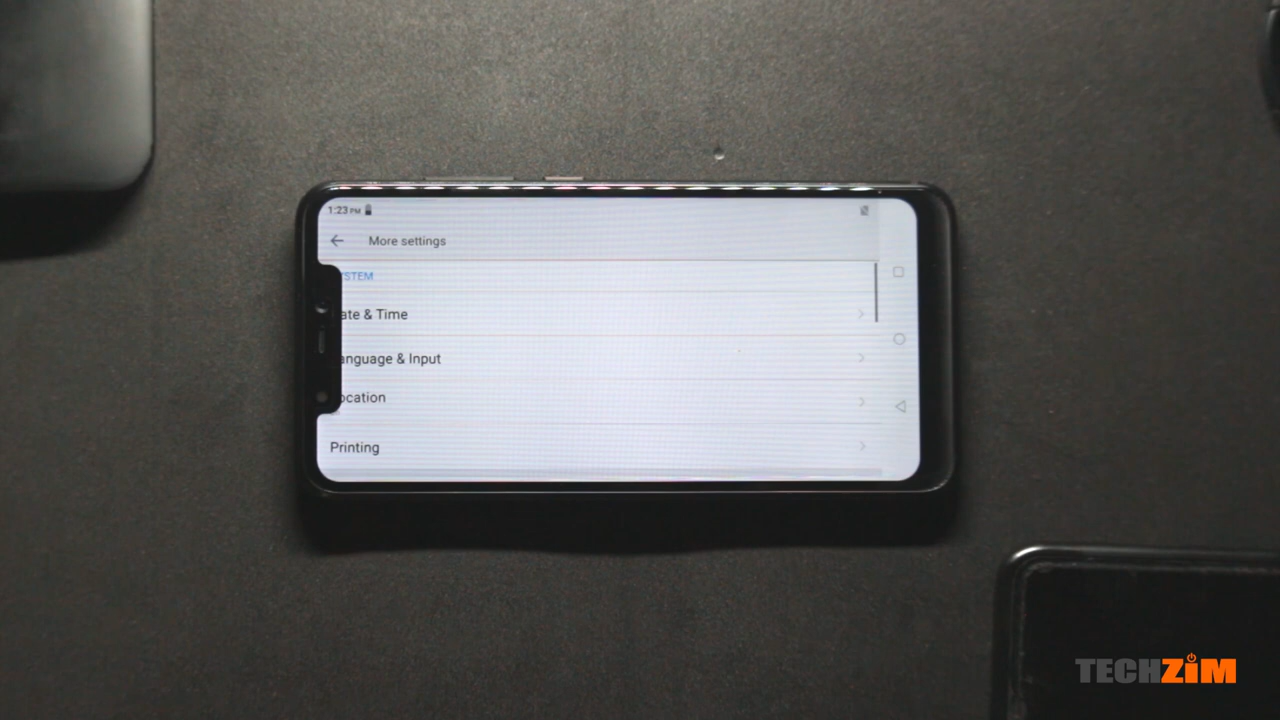 1:23 PM
More settings
YSTEM
ate & Time
anguage & Input
ocation
Printing
TECHZiM